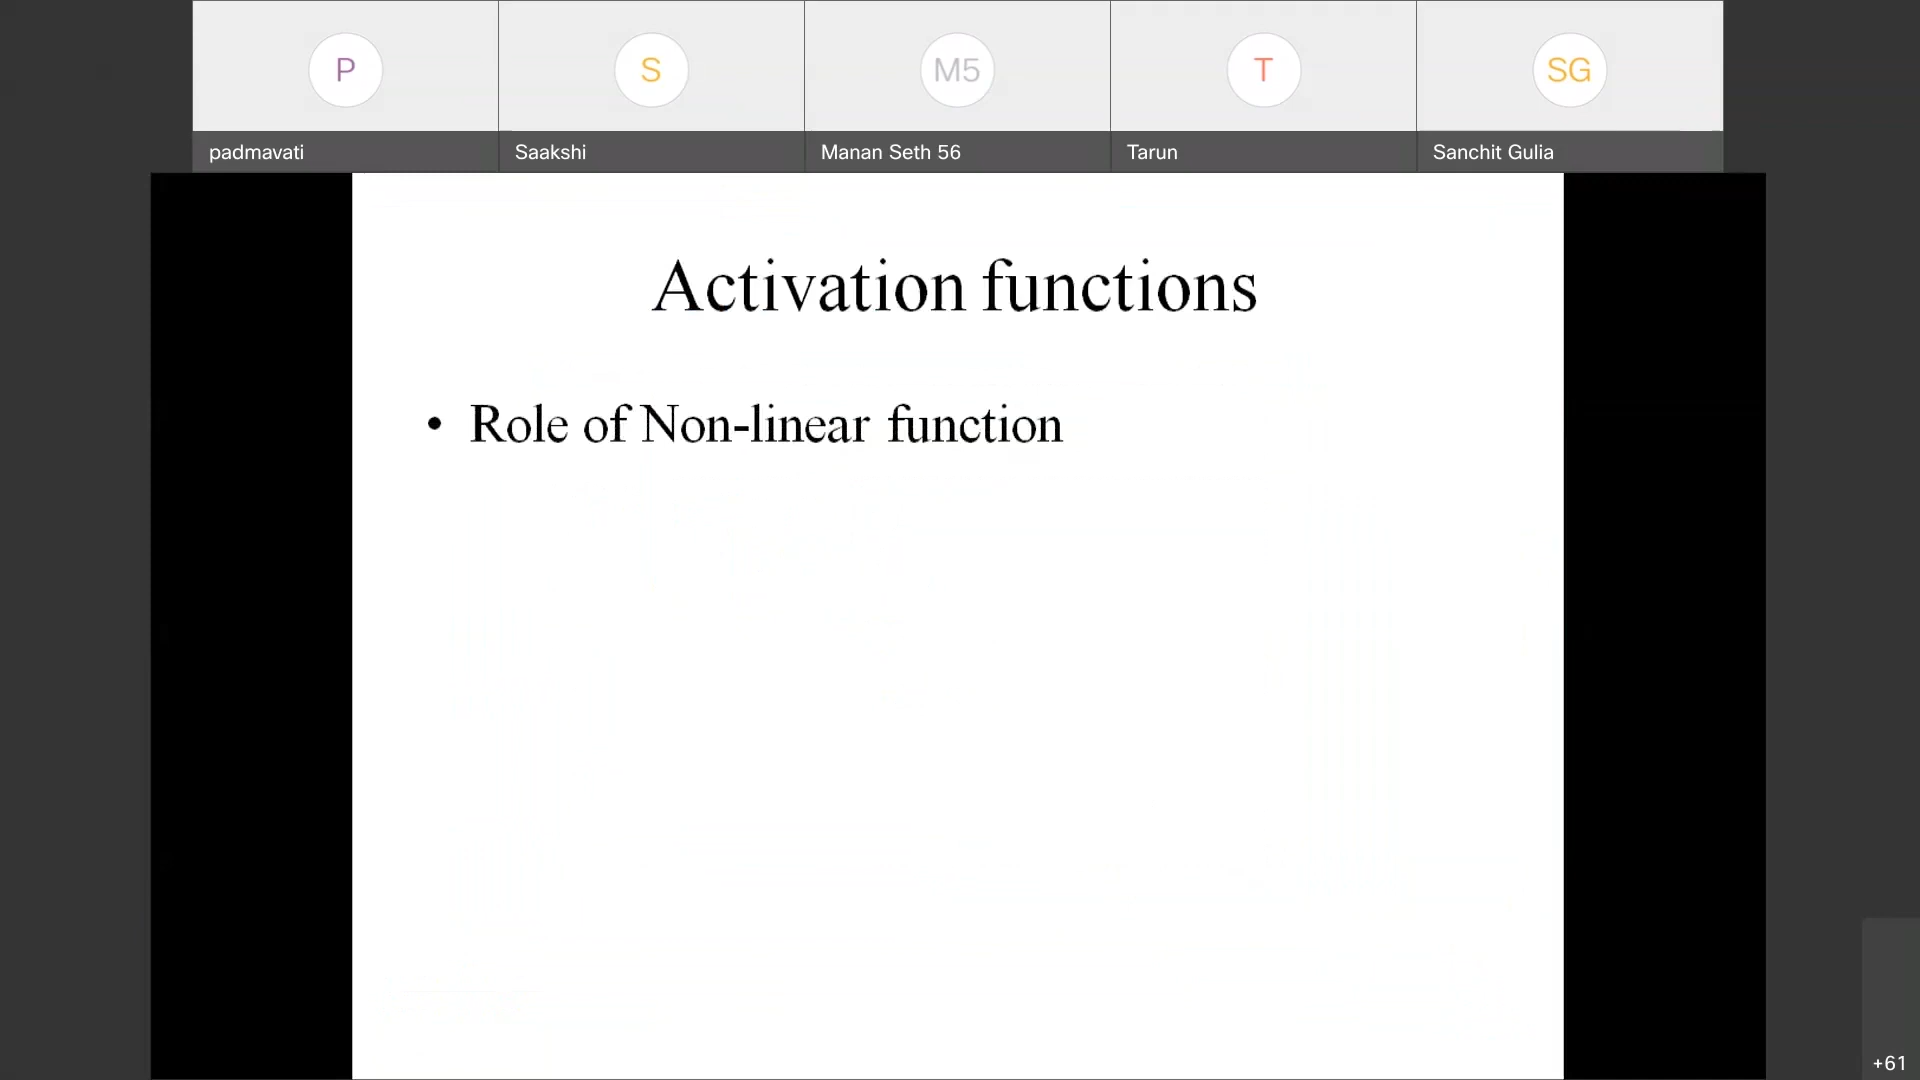 P
S
M5
T
SG
padmavati
Saakshi
Manan Seth 56
Tarun
Sanchit Gulia
Activation functions
• Role of Non-linear function
+61